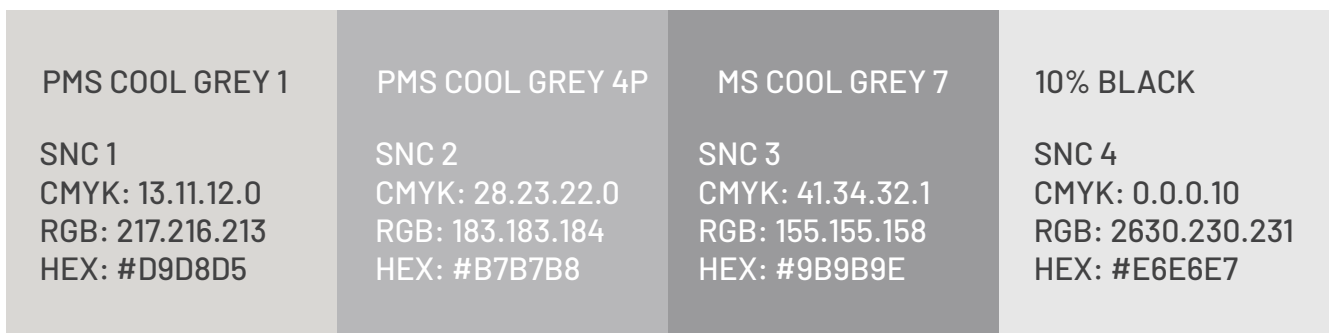 PMS COOL GREY 1
SNC 1
CMYK: 13.11.12.0
RGB: 217.216.213
HEX: #D9D8D5
PMS COOL GREY 4P
SNC 2
CMYK: 28.23.22.0
RGB: 183.183.184
HEX: #B7B7B8
MS COOL GREY 7
SNC 3
CMYK: 41.34.32.1
RGB: 155.155.158
HEX: #9B9B9E
10% BLACK
SNC 4
CMYK: 0.0.0.10
RGB: 2630.230.231
HEX: #E6E6E7